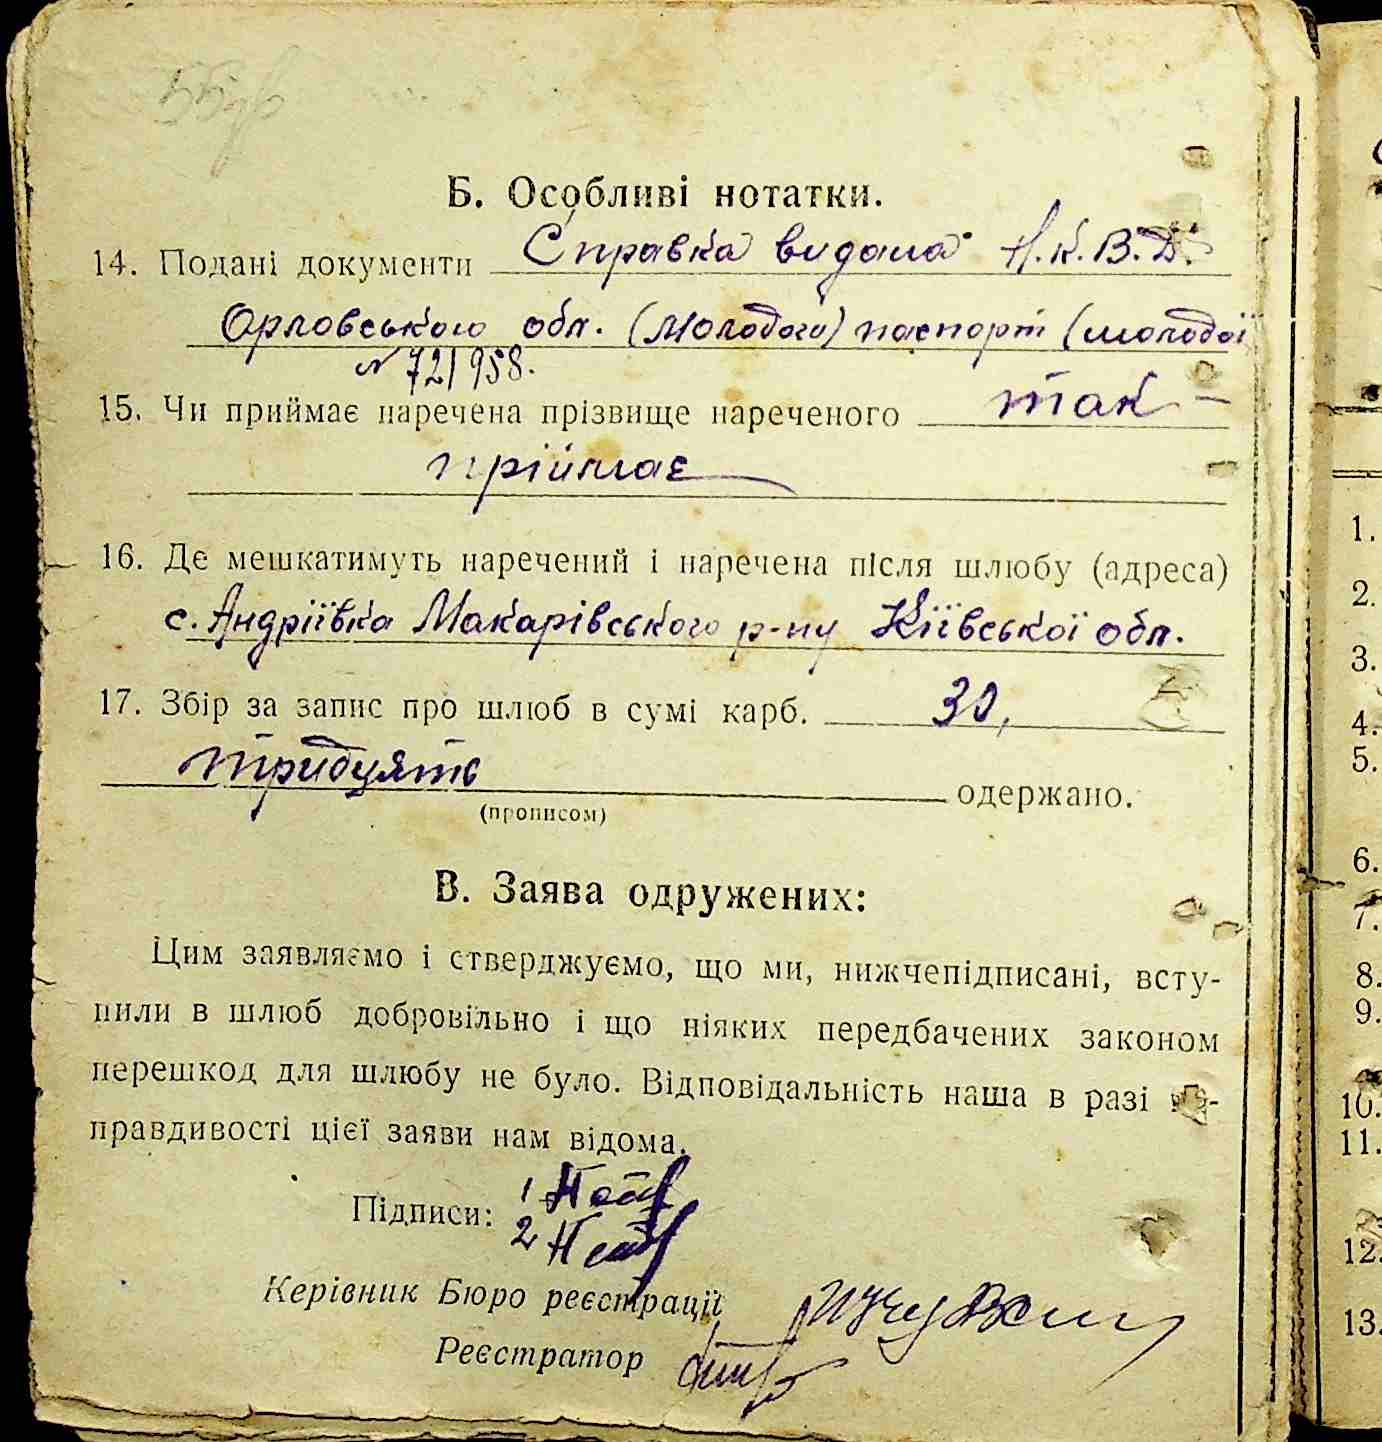 Б. Особливі нотатки.
14. Подані документи Справка видана Н.К.В.Д.
Орловського обл. (молодого) паспорт (молодої
№ 721958.
15. Чи приймає наречена прізвище нареченого так -
прiймає
16. Де мешкатимуть наречений і наречена після шлюбу (адреса)
с. Андріївка Макарівського р-ну Київської обл.
17. Збір за запис про шлюб в сумі карб. 30,
тридцять одержано.
(прописом)
В. Заява одружених:
Цим заявляємо і стверджуємо, що ми, нижчепідписані, всту-
пили в шлюб добровільно і що ніяких передбачених законом
перешкод для шлюбу не було. Відповідальність наша в разі не-
правдивості цієї заяви нам відома.
Підписи: 1
2
Керівник Бюро реєстрації
Реєстратор
1.
2.
3.
4.
5.
6.
7.
8.
9.
10.
11.
12.
13.